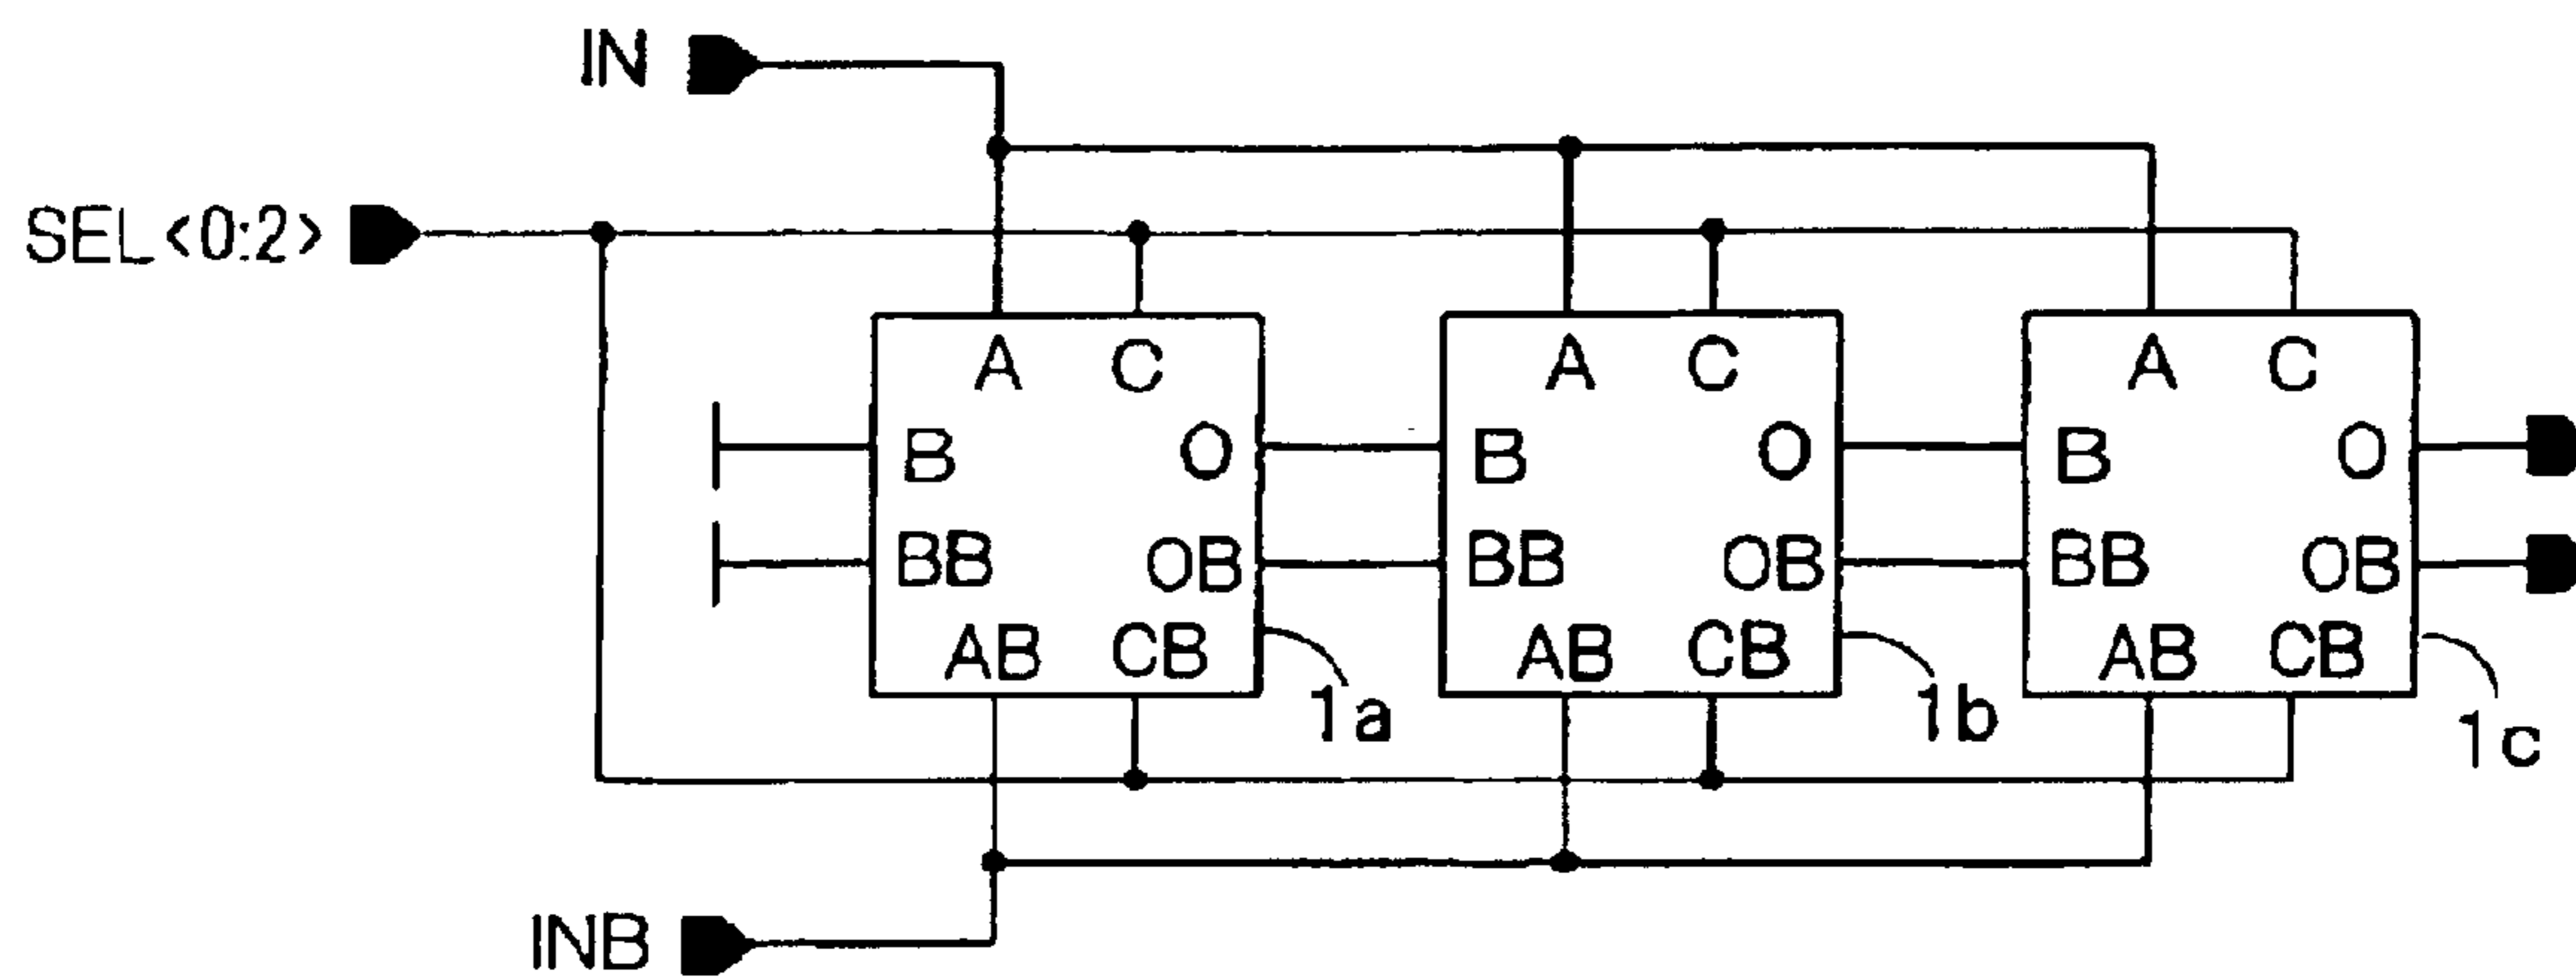 IN
SEL<0:2>
A C A C A C
B O B O B O
BB OB BB OB BB OB
AB CB AB CB AB CB
1a 1b 1c
INB